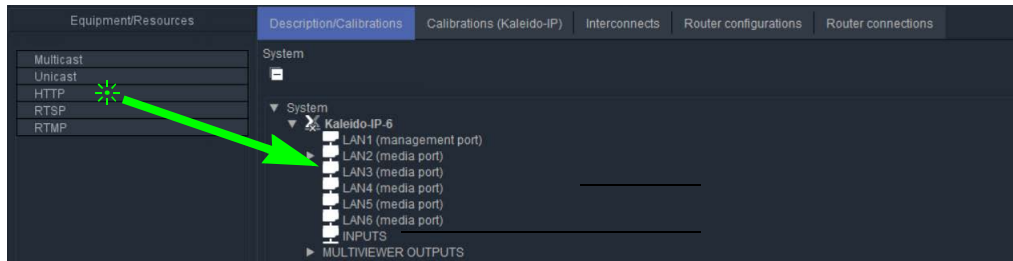 Equipment/Resources
Description/Calibrations
Calibrations (Kaleido-IP)
Interconnects
Router configurations
Router connections
Multicast
Unicast
HTTP
RTSP
RTMP
System
System
Kaleido-IP-6
LAN1 (management port)
LAN2 (media port)
LAN3 (media port)
LAN4 (media port)
LAN5 (media port)
LAN6 (media port)
INPUTS
MULTIVIEWER OUTPUTS